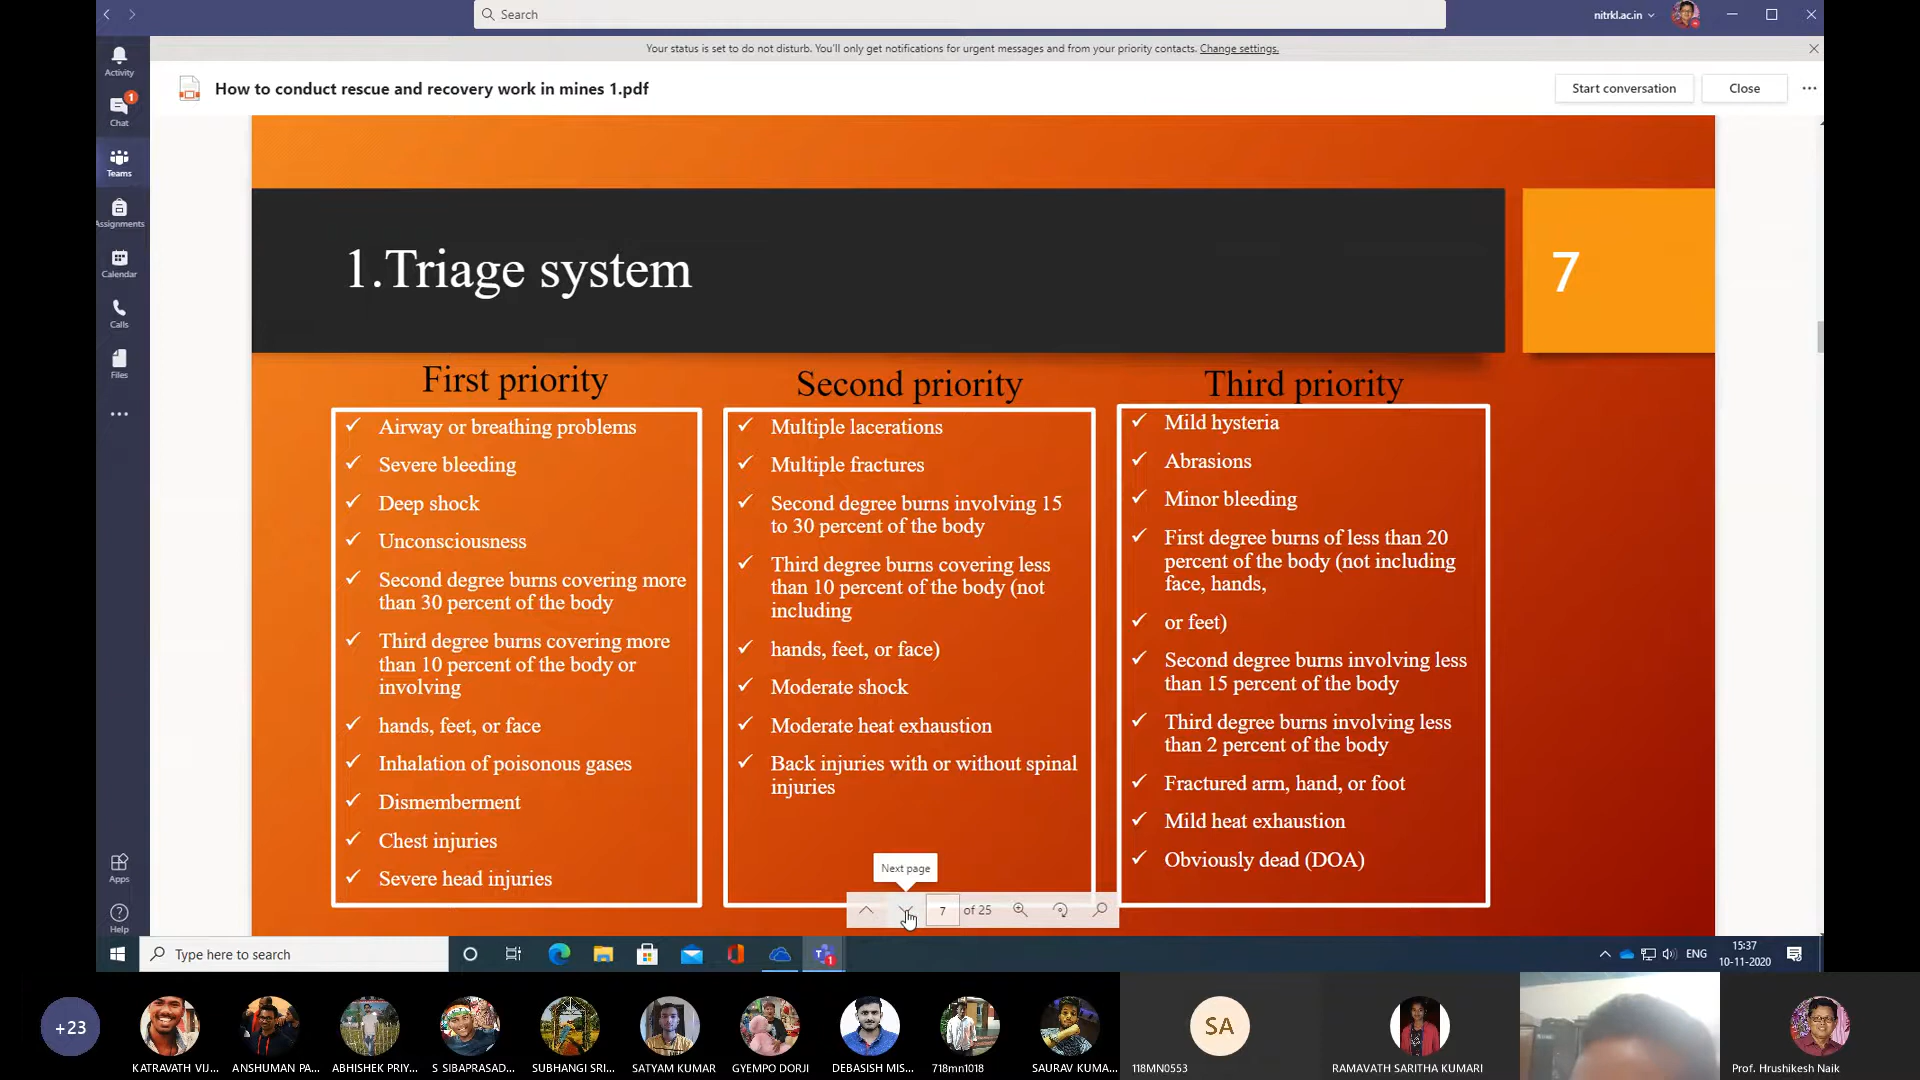 Search
nitrkl.ac.in
Your status is set to do not disturb. You'll only get notifications for urgent messages and from your priority contacts. Change settings.
Activity
Chat
1
Teams
Assignments
Calendar
Calls
Files
Apps
Help
How to conduct rescue and recovery work in mines 1.pdf
Start conversation
Close
1.Triage system
7
First priority
Airway or breathing problems
Severe bleeding
Deep shock
Unconsciousness
Second degree burns covering more
than 30 percent of the body
Third degree burns covering more
than 10 percent of the body or
involving
hands, feet, or face
Inhalation of poisonous gases
Dismemberment
Chest injuries
Severe head injuries
Second priority
Multiple lacerations
Multiple fractures
Second degree burns involving 15
to 30 percent of the body
Third degree burns covering less
than 10 percent of the body (not
including
hands, feet, or face)
Moderate shock
Moderate heat exhaustion
Back injuries with or without spinal
injuries
Third priority
Mild hysteria
Abrasions
Minor bleeding
First degree burns of less than 20
percent of the body (not including
face, hands,
or feet)
Second degree burns involving less
than 15 percent of the body
Third degree burns involving less
than 2 percent of the body
Fractured arm, hand, or foot
Mild heat exhaustion
Obviously dead (DOA)
Next page
7 of 25
Type here to search
1
ENG
15:37
10-11-2020
+23
KATRAVATH VIJ...
ANSHUMAN PA...
ABHISHEK PRIY...
S SIBAPRASAD...
SUBHANGI SRI...
SATYAM KUMAR
GYEMPO DORJI
DEBASISH MIS...
718mn1018
SAURAV KUMA...
SA
118MN0553
RAMAVATH SARITHA KUMARI
Prof. Hrushikesh Naik